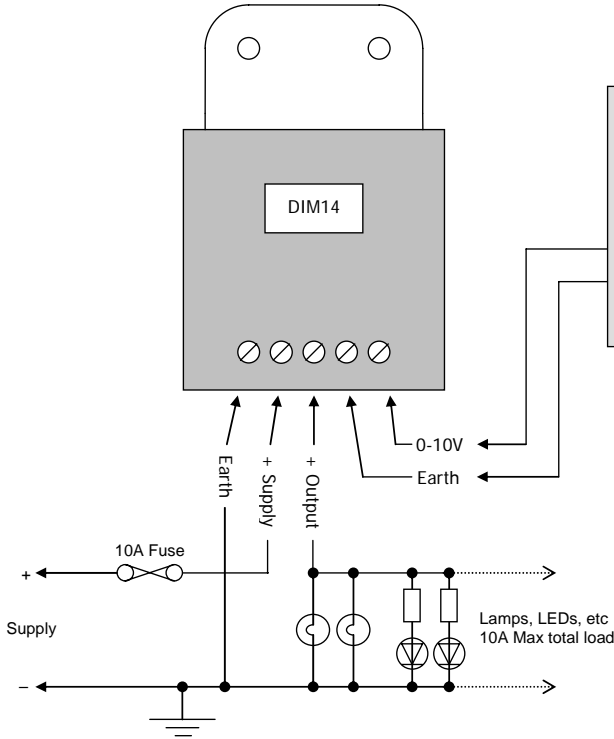 DIM14
0-10V
Earth
Earth
+ Supply
+ Output
10A Fuse
+
Supply
Lamps, LEDs, etc
10A Max total load
–